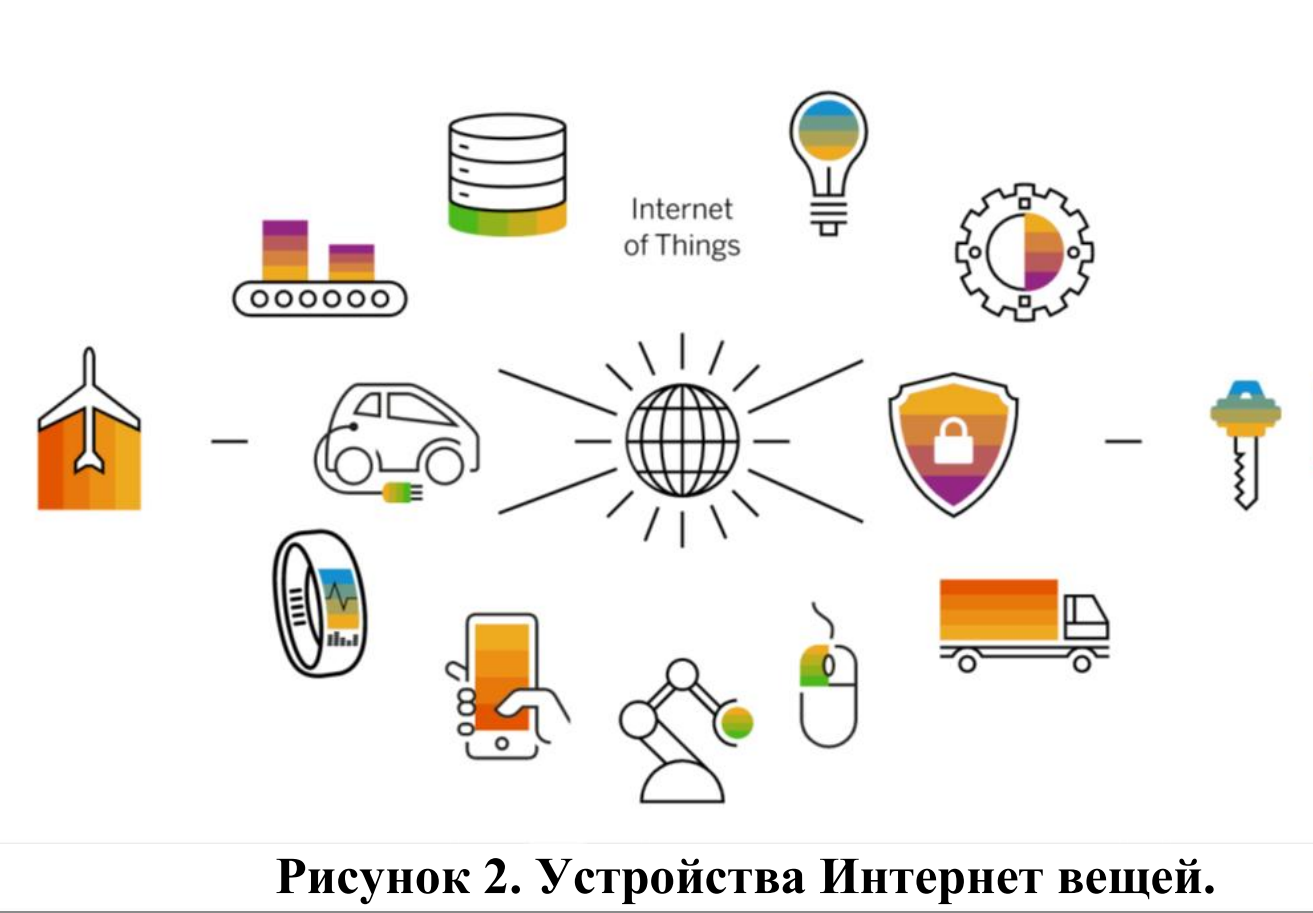 Internet
of Things
Рисунок 2. Устройства Интернет вещей.